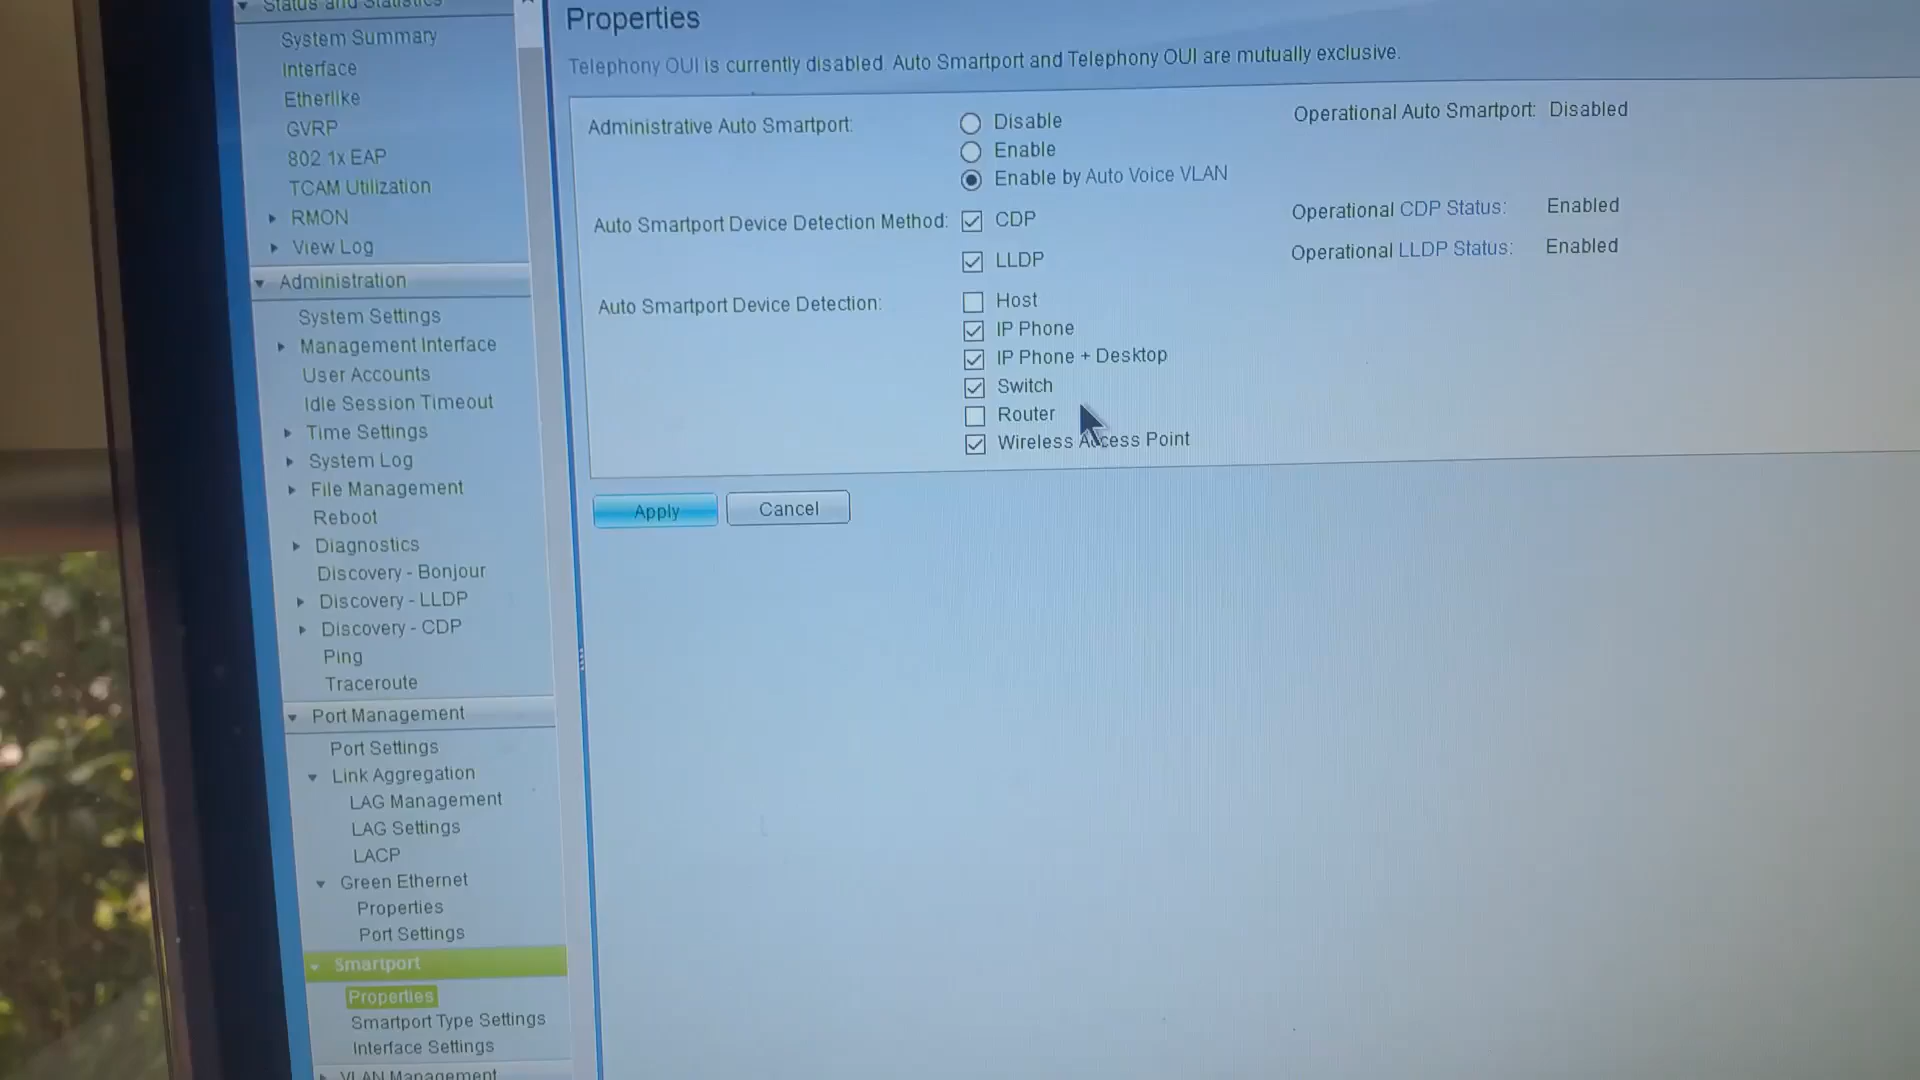 Status and Statistics
System Summary
Interface
Etherlike
GVRP
802 1x EAP
TCAM Utilization
RMON
View Log
Administration
System Settings
Management Interface
User Accounts
Idle Session Timeout
Time Settings
System Log
File Management
Reboot
Diagnostics
Discovery - Bonjour
Discovery - LLDP
Discovery - CDP
Ping
Traceroute
Port Management
Port Settings
Link Aggregation
LAG Management
LAG Settings
LACP
Green Ethernet
Properties
Port Settings
Smartport
Properties
Smartport Type Settings
Interface Settings
VLAN Management
Properties
Telephony OUI is currently disabled. Auto Smartport and Telephony OUI are mutually exclusive.
Administrative Auto Smartport: Disable Operational Auto Smartport: Disabled
Enable
Enable by Auto Voice VLAN
Auto Smartport Device Detection Method: CDP Operational CDP Status: Enabled
LLDP Operational LLDP Status: Enabled
Auto Smartport Device Detection: Host
IP Phone
IP Phone + Desktop
Switch
Router
Wireless Access Point
Apply Cancel